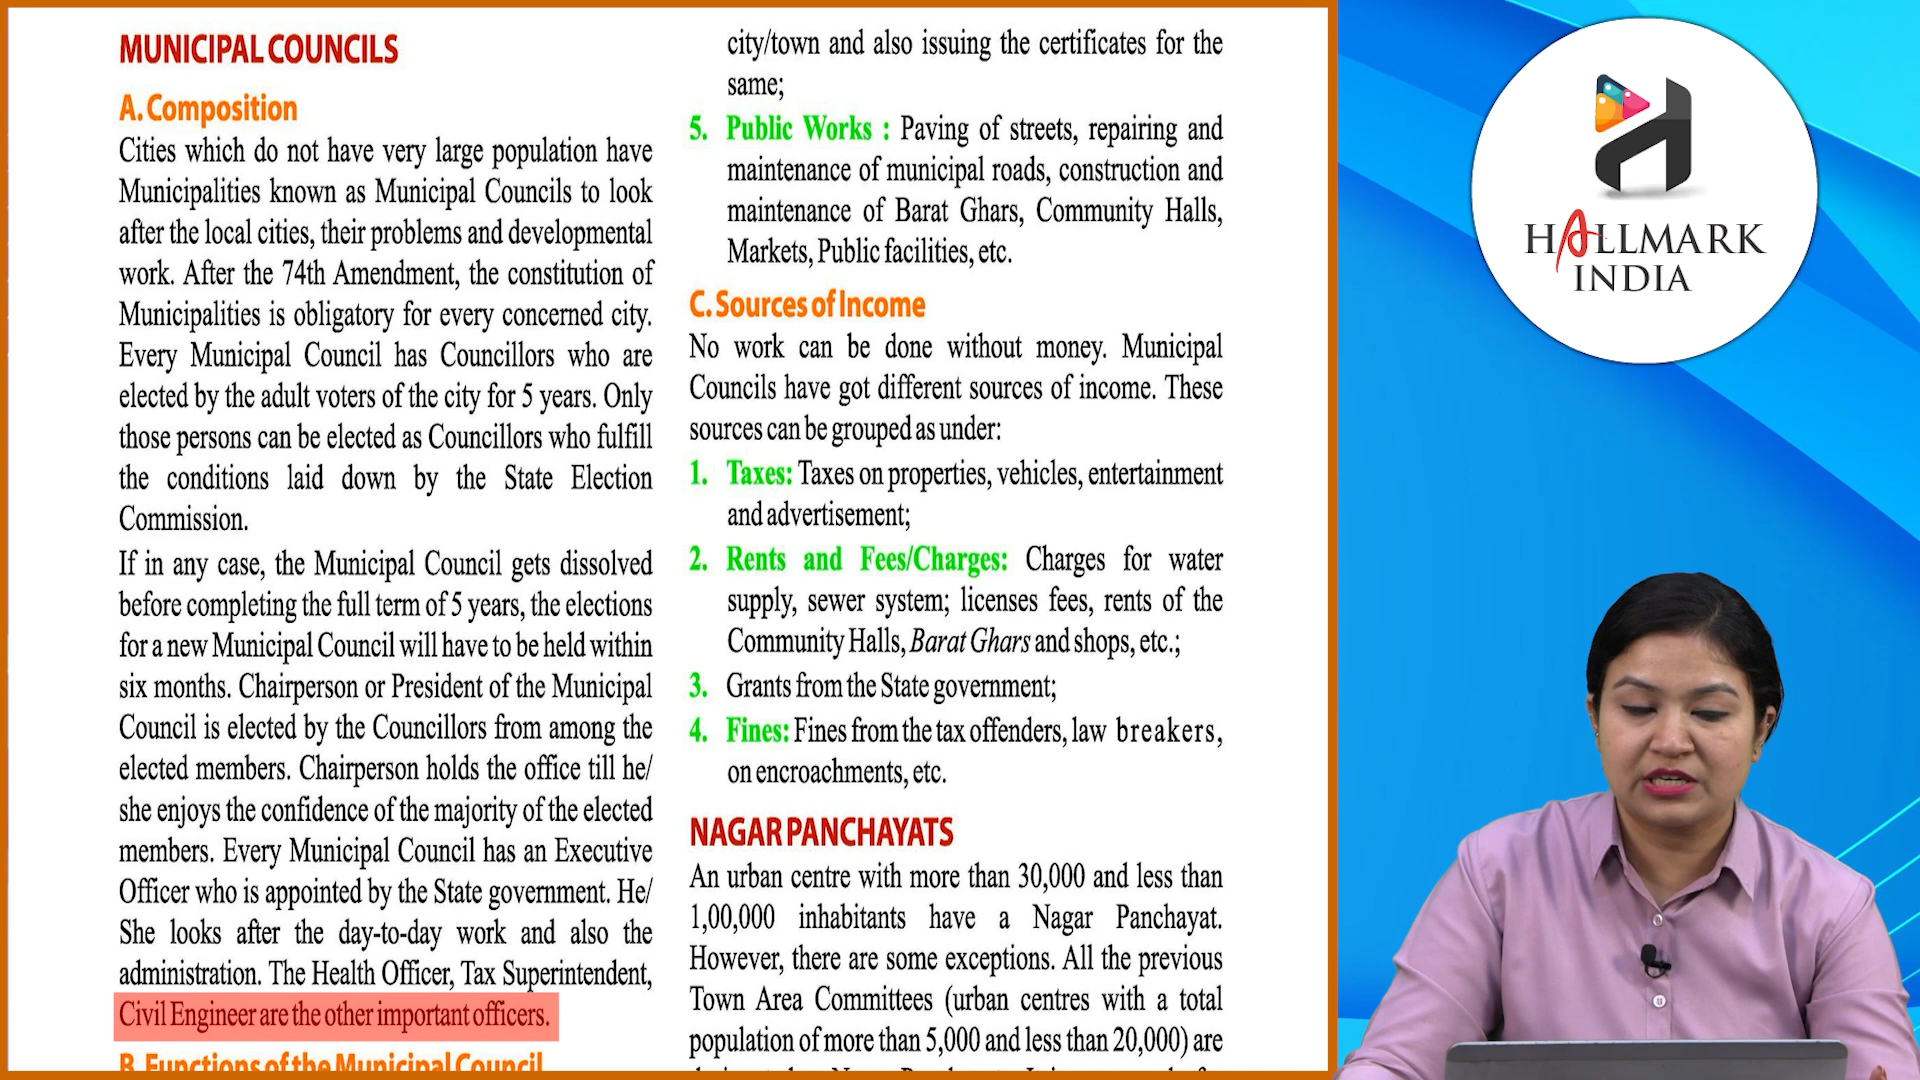 MUNICIPAL COUNCILS
A. Composition
Cities which do not have very large population have
Municipalities known as Municipal Councils to look
after the local cities, their problems and developmental
work. After the 74th Amendment, the constitution of
Municipalities is obligatory for every concerned city.
Every Municipal Council has Councillors who are
elected by the adult voters of the city for 5 years. Only
those persons can be elected as Councillors who fulfill
the conditions laid down by the State Election
Commission.
If in any case, the Municipal Council gets dissolved
before completing the full term of 5 years, the elections
for a new Municipal Council will have to be held within
six months. Chairperson or President of the Municipal
Council is elected by the Councillors from among the
elected members. Chairperson holds the office till he/
she enjoys the confidence of the majority of the elected
members. Every Municipal Council has an Executive
Officer who is appointed by the State government. He/
She looks after the day-to-day work and also the
administration. The Health Officer, Tax Superintendent,
Civil Engineer are the other important officers.
B. Functions of the Municipal Council
city/town and also issuing the certificates for the
same;
5. Public Works : Paving of streets, repairing and
maintenance of municipal roads, construction and
maintenance of Barat Ghars, Community Halls,
Markets, Public facilities, etc.
C. Sources of Income
No work can be done without money. Municipal
Councils have got different sources of income. These
sources can be grouped as under:
1. Taxes: Taxes on properties, vehicles, entertainment
and advertisement;
2. Rents and Fees/Charges: Charges for water
supply, sewer system; licenses fees, rents of the
Community Halls, Barat Ghars and shops, etc.;
3. Grants from the State government;
4. Fines: Fines from the tax offenders, law breakers,
on encroachments, etc.
NAGAR PANCHAYATS
An urban centre with more than 30,000 and less than
1,00,000 inhabitants have a Nagar Panchayat.
However, there are some exceptions. All the previous
Town Area Committees (urban centres with a total
population of more than 5,000 and less than 20,000) are
HALLMARK
INDIA